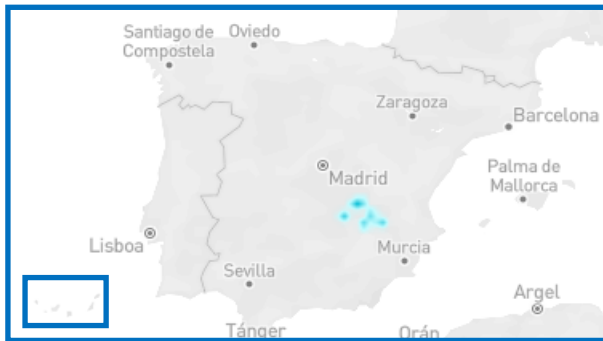 Santiago de
Compostela
Oviedo
Zaragoza
Barcelona
Madrid
Palma de
Mallorca
Lisboa
Murcia
Sevilla
Argel
Tánger
Orán